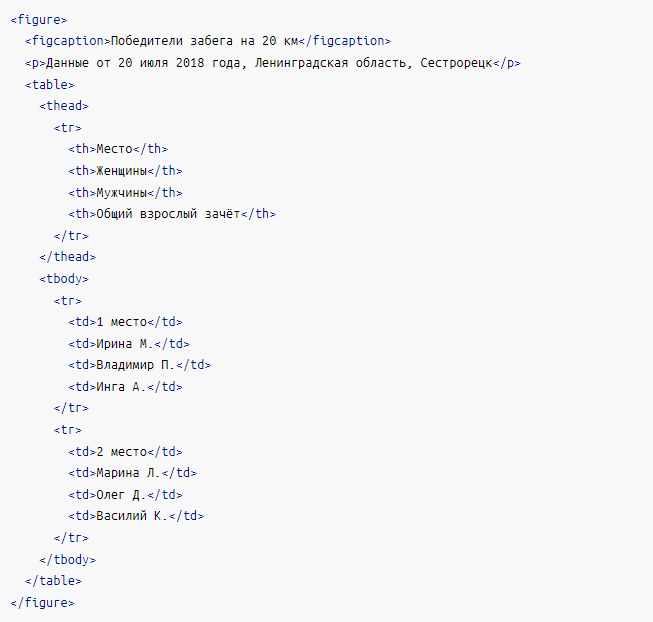 <figure>
  <figcaption>Победители забега на 20 км</figcaption>
  <p>Данные от 20 июля 2018 года, Ленинградская область, Сестрорецк</p>
  <table>
    <thead>
      <tr>
        <th>Место</th>
        <th>Женщины</th>
        <th>Мужчины</th>
        <th>Общий взрослый зачёт</th>
      </tr>
    </thead>
    <tbody>
      <tr>
        <td>1 место</td>
        <td>Ирина М.</td>
        <td>Владимир П.</td>
        <td>Инга А.</td>
      </tr>
      <tr>
        <td>2 место</td>
        <td>Марина Л.</td>
        <td>Олег Д.</td>
        <td>Василий К.</td>
      </tr>
    </tbody>
  </table>
</figure>